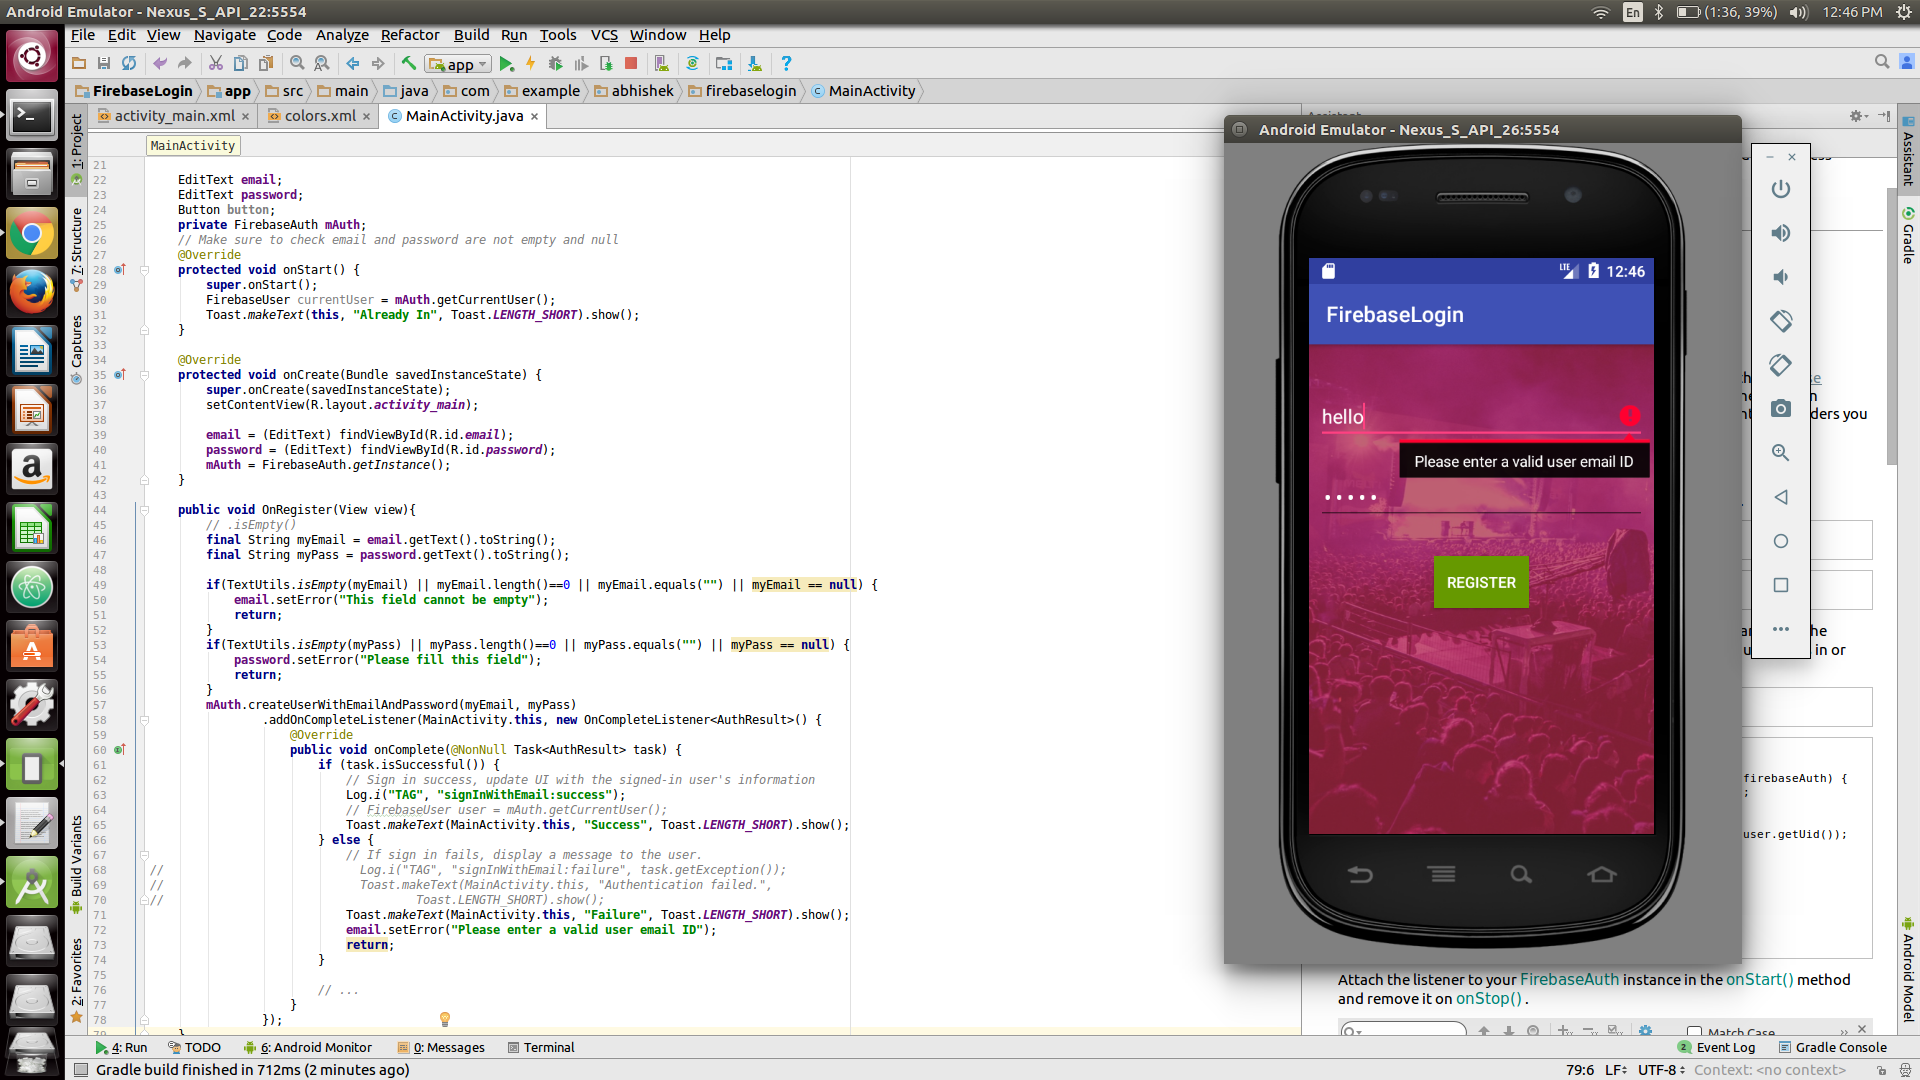 Android Emulator - Nexus_S_API_22:5554
En
(1:36, 39%)
12:46 PM
File Edit View Navigate Code Analyze Refactor Build Run Tools VCS Window Help
app
FirebaseLogin app src main java com example abhishek firebaselogin MainActivity
activity_main.xml colors.xml MainActivity.java
MainActivity
1: Project
7: Structure
Captures
Build Variants
2: Favorites
21
22 EditText email;
23 EditText password;
24 Button button;
25 private FirebaseAuth mAuth;
26 // Make sure to check email and password are not empty and null
27 @Override
28 protected void onStart() {
29 super.onStart();
30 FirebaseUser currentUser = mAuth.getCurrentUser();
31 Toast.makeText(this, "Already In", Toast.LENGTH_SHORT).show();
32 }
33
34 @Override
35 protected void onCreate(Bundle savedInstanceState) {
36 super.onCreate(savedInstanceState);
37 setContentView(R.layout.activity_main);
38
39 email = (EditText) findViewById(R.id.email);
40 password = (EditText) findViewById(R.id.password);
41 mAuth = FirebaseAuth.getInstance();
42 }
43
44 public void OnRegister(View view){
45 // .isEmpty()
46 final String myEmail = email.getText().toString();
47 final String myPass = password.getText().toString();
48
49 if(TextUtils.isEmpty(myEmail) || myEmail.length()==0 || myEmail.equals("") || myEmail == null) {
50 email.setError("This field cannot be empty");
51 return;
52 }
53 if(TextUtils.isEmpty(myPass) || myPass.length()==0 || myPass.equals("") || myPass == null) {
54 password.setError("Please fill this field");
55 return;
56 }
57 mAuth.createUserWithEmailAndPassword(myEmail, myPass)
58 .addOnCompleteListener(MainActivity.this, new OnCompleteListener<AuthResult>() {
59 @Override
60 public void onComplete(@NonNull Task<AuthResult> task) {
61 if (task.isSuccessful()) {
62 // Sign in success, update UI with the signed-in user's information
63 Log.i("TAG", "signInWithEmail:success");
64 // FirebaseUser user = mAuth.getCurrentUser();
65 Toast.makeText(MainActivity.this, "Success", Toast.LENGTH_SHORT).show();
66 } else {
67 // If sign in fails, display a message to the user.
68 // Log.i("TAG", "signInWithEmail:failure", task.getException());
69 // Toast.makeText(MainActivity.this, "Authentication failed.",
70 // Toast.LENGTH_SHORT).show();
71 Toast.makeText(MainActivity.this, "Failure", Toast.LENGTH_SHORT).show();
72 email.setError("Please enter a valid user email ID");
73 return;
74 }
75
76 // ...
77 }
78 });
79 }
Android Emulator - Nexus_S_API_26:5554
LTE 12:46
FirebaseLogin
hello
Please enter a valid user email ID
•••••
REGISTER
Assistant
Gradle
Android Model
ders you
he
in or
firebaseAuth) {
;
user.getUid());
Attach the listener to your FirebaseAuth instance in the onStart() method
and remove it on onStop() .
Match Case
4: Run TODO 6: Android Monitor 0: Messages Terminal
2 Event Log Gradle Console
Gradle build finished in 712ms (2 minutes ago)
79:6 LF UTF-8 Context: <no context>